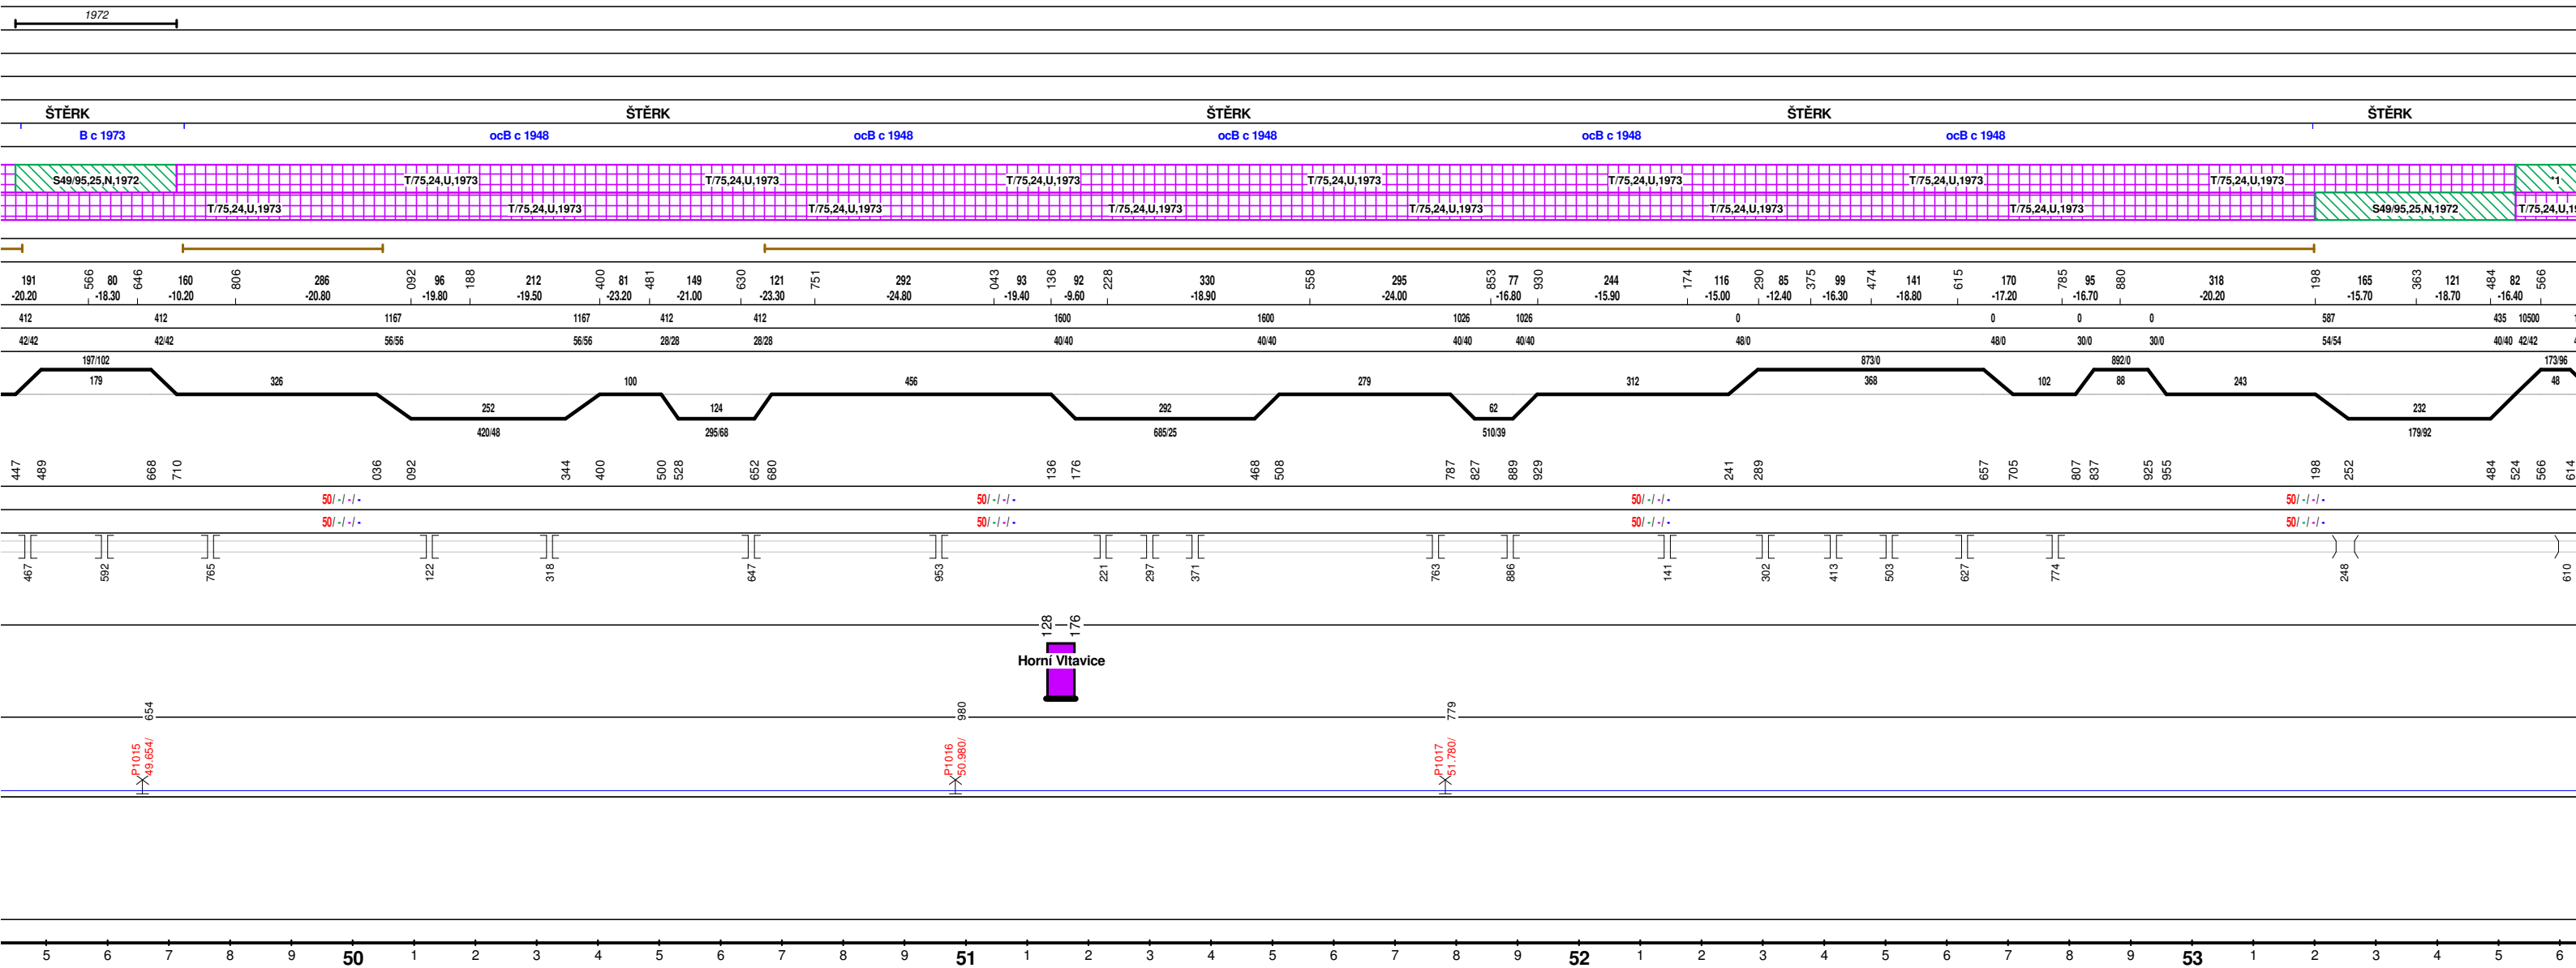 1972
ŠTĚRK ŠTĚRK ŠTĚRK ŠTĚRK ŠTĚRK
B c 1973 ocB c 1948 ocB c 1948 ocB c 1948 ocB c 1948 ocB c 1948
S49/95,25,N,1972 T/75,24,U,1973 T/75,24,U,1973 T/75,24,U,1973 T/75,24,U,1973 T/75,24,U,1973 T/75,24,U,1973 T/75,24,U,1973 *1
T/75,24,U,1973 T/75,24,U,1973 T/75,24,U,1973 T/75,24,U,1973 T/75,24,U,1973 T/75,24,U,1973 T/75,24,U,1973 S49/95,25,N,1972 T/75,24,U,19
191 566 80 646 160 806 286 092 96 188 212 400 81 481 149 630 121 751 292 043 93 136 92 228 330 558 295 853 77 930 244 174 116 290 85 375 99 474 141 615 170 785 95 880 318 198 165 363 121 484 82 566
-20.20 -18.30 -10.20 -20.80 -19.80 -19.50 -23.20 -21.00 -23.30 -24.80 -19.40 -9.60 -18.90 -24.00 -16.80 -15.90 -15.00 -12.40 -16.30 -18.80 -17.20 -16.70 -20.20 -15.70 -18.70 -16.40
412 412 1167 1167 412 412 1600 1600 1026 1026 0 0 0 0 587 435 10500
42/42 42/42 56/56 56/56 28/28 28/28 40/40 40/40 40/40 40/40 48/0 48/0 30/0 30/0 54/54 40/40 42/42
197/102 873/0 892/0 173/96
179 326 100 456 279 312 368 102 88 243 48
252 124 292 62 232
420/48 295/68 685/25 510/39 179/92
447 489 668 710 036 092 344 400 500 528 652 680 136 176 468 508 787 827 889 929 241 289 657 705 807 837 925 955 198 252 484 524 566 614
50/ - / - / - 50/ - / - / - 50/ - / - / - 50/ - / - / -
50/ - / - / - 50/ - / - / - 50/ - / - / - 50/ - / - / -
467 592 765 122 318 647 953 221 297 371 763 886 141 302 413 503 627 774 248 610
128 176
Horní Vltavice
654 980 779
P1015 49.654/ P1016 50.980/ P1017 51.780/
5 6 7 8 9 50 1 2 3 4 5 6 7 8 9 51 1 2 3 4 5 6 7 8 9 52 1 2 3 4 5 6 7 8 9 53 1 2 3 4 5 6